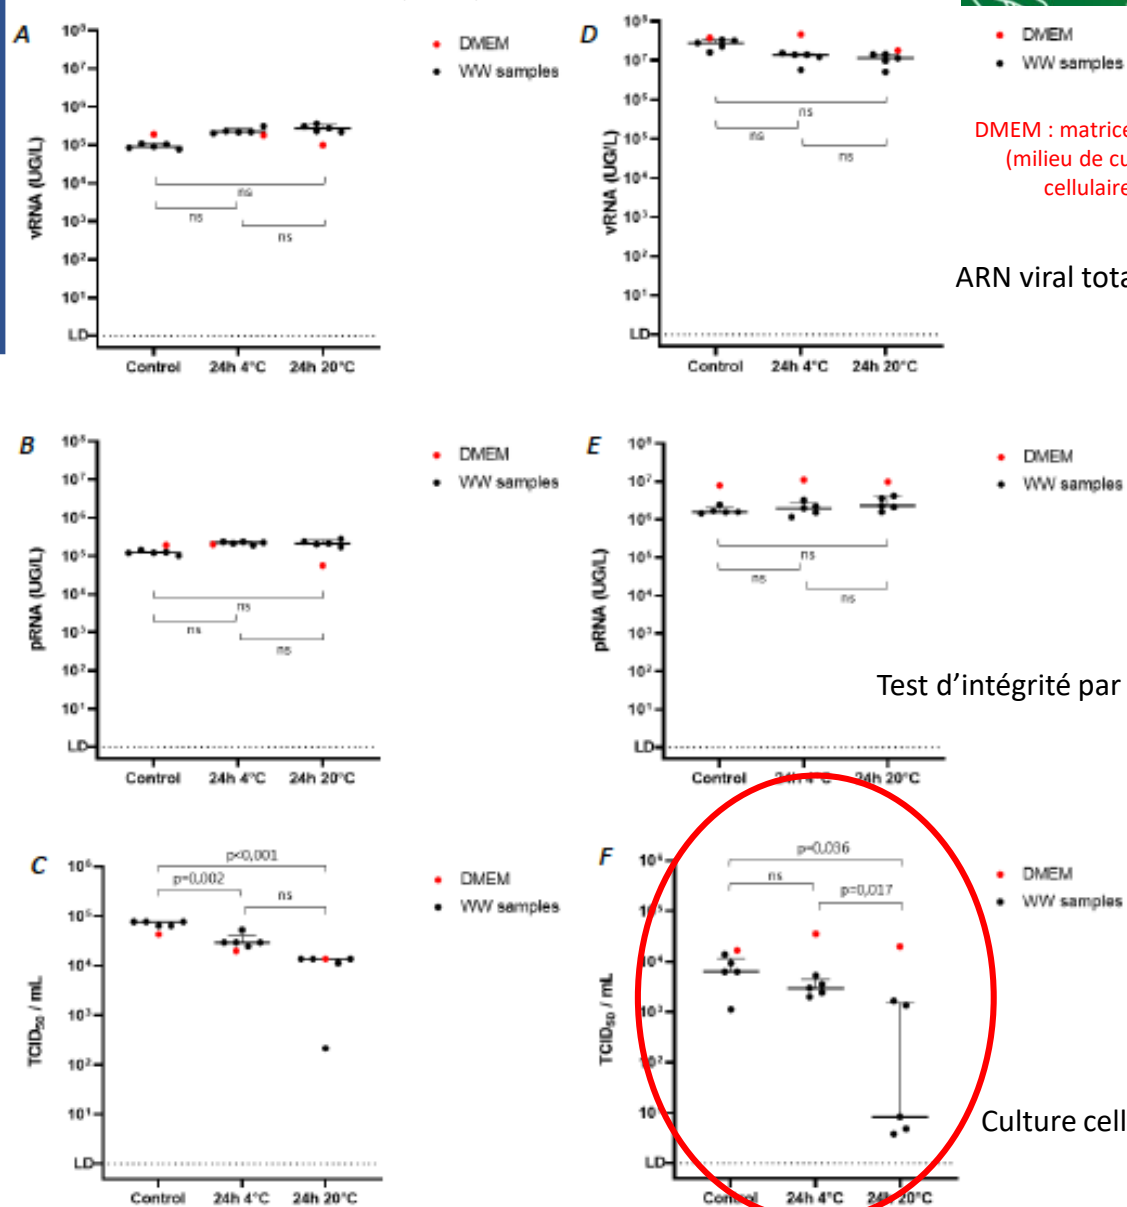 A
10⁸
10⁷
10⁶
10⁵
10⁴
10³
10²
10¹
LD
vRNA (UG/L)
DMEM
WW samples
ns
ns
ns
Control 24h 4°C 24h 20°C
D
10⁸
10⁷
10⁶
10⁵
10⁴
10³
10²
10¹
LD
vRNA (UG/L)
DMEM
WW samples
ns
ns
ns
Control 24h 4°C 24h 20°C
DMEM : matrice
(milieu de cu
cellulaire
ARN viral tota
B
10⁸
10⁷
10⁶
10⁵
10⁴
10³
10²
10¹
LD
pRNA (UG/L)
DMEM
WW samples
ns
ns
ns
Control 24h 4°C 24h 20°C
E
10⁸
10⁷
10⁶
10⁵
10⁴
10³
10²
10¹
LD
pRNA (UG/L)
DMEM
WW samples
ns
ns
ns
Control 24h 4°C 24h 20°C
Test d'intégrité par
C
10⁶
10⁵
10⁴
10³
10²
10¹
LD
TCID₅₀ / mL
p<0,001
p=0,002
ns
DMEM
WW samples
Control 24h 4°C 24h 20°C
F
10⁶
10⁴
10³
10²
10
LD
TCID₅₀ / mL
p=0,036
ns
p=0,017
DMEM
WW samples
Control 24h 4°C 24h 20°C
Culture cell